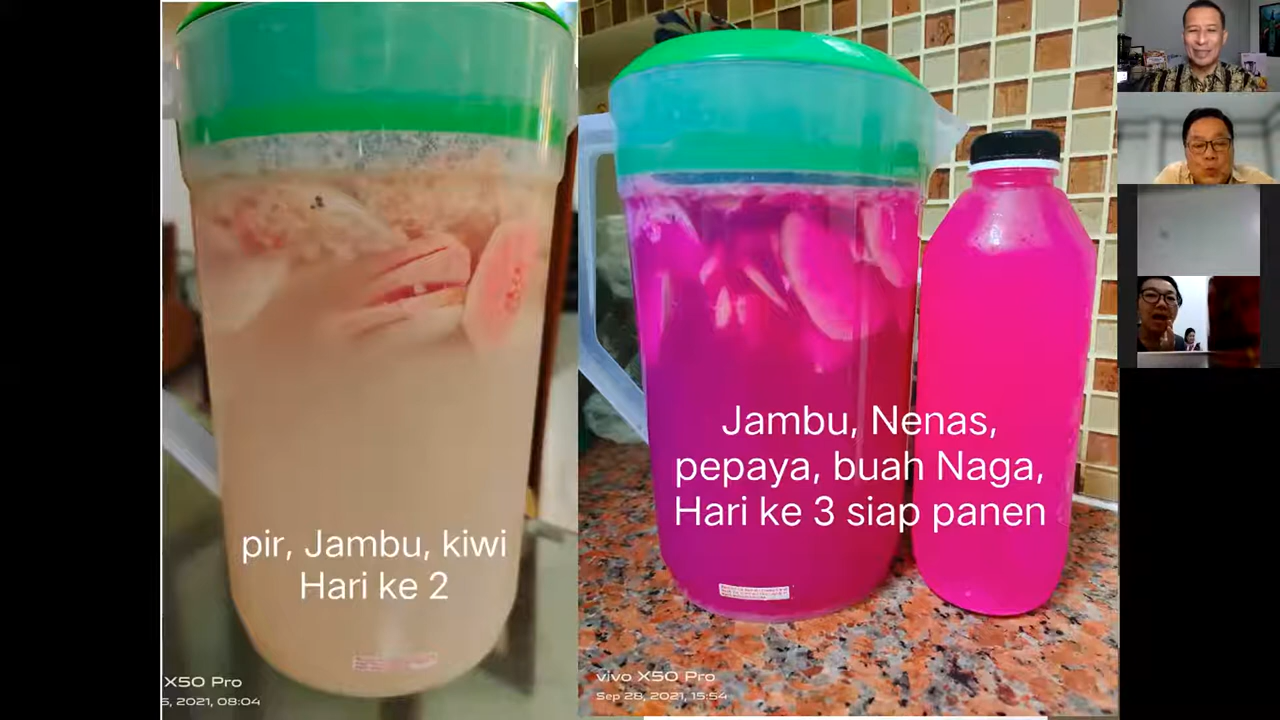 pir, Jambu, kiwi
Hari ke 2
X50 Pro
5, 2021, 08:04
Jambu, Nenas,
pepaya, buah Naga,
Hari ke 3 siap panen
vivo X50 Pro
Sep 28, 2021, 15:54